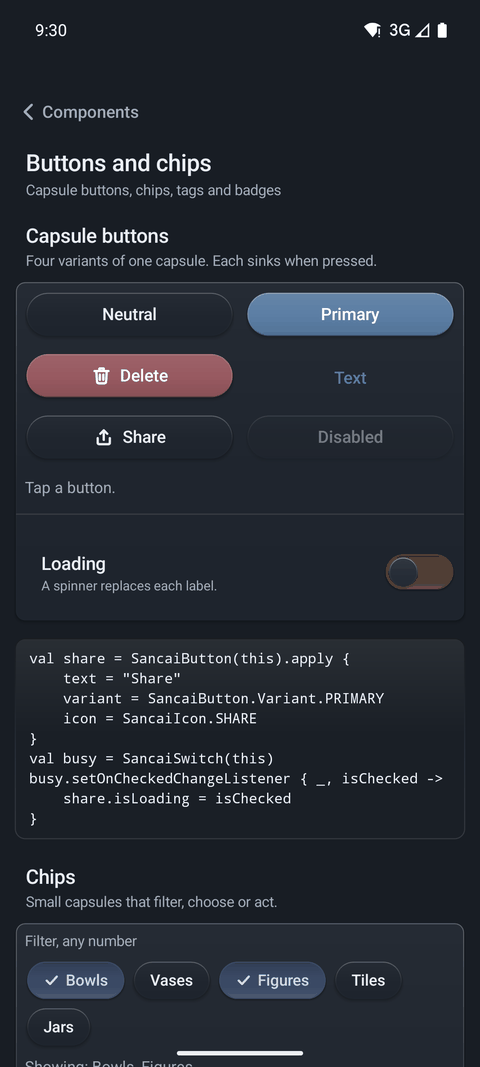 9:30
3G
Components
Buttons and chips
Capsule buttons, chips, tags and badges
Capsule buttons
Four variants of one capsule. Each sinks when pressed.
Neutral
Primary
Delete
Text
Share
Disabled
Tap a button.
Loading
A spinner replaces each label.
val share = SancaiButton(this).apply {
    text = "Share"
    variant = SancaiButton.Variant.PRIMARY
    icon = SancaiIcon.SHARE
}
val busy = SancaiSwitch(this)
busy.setOnCheckedChangeListener { _, isChecked ->
    share.isLoading = isChecked
}
Chips
Small capsules that filter, choose or act.
Filter, any number
Bowls
Vases
Figures
Tiles
Jars
Showing: Bowls, Figures